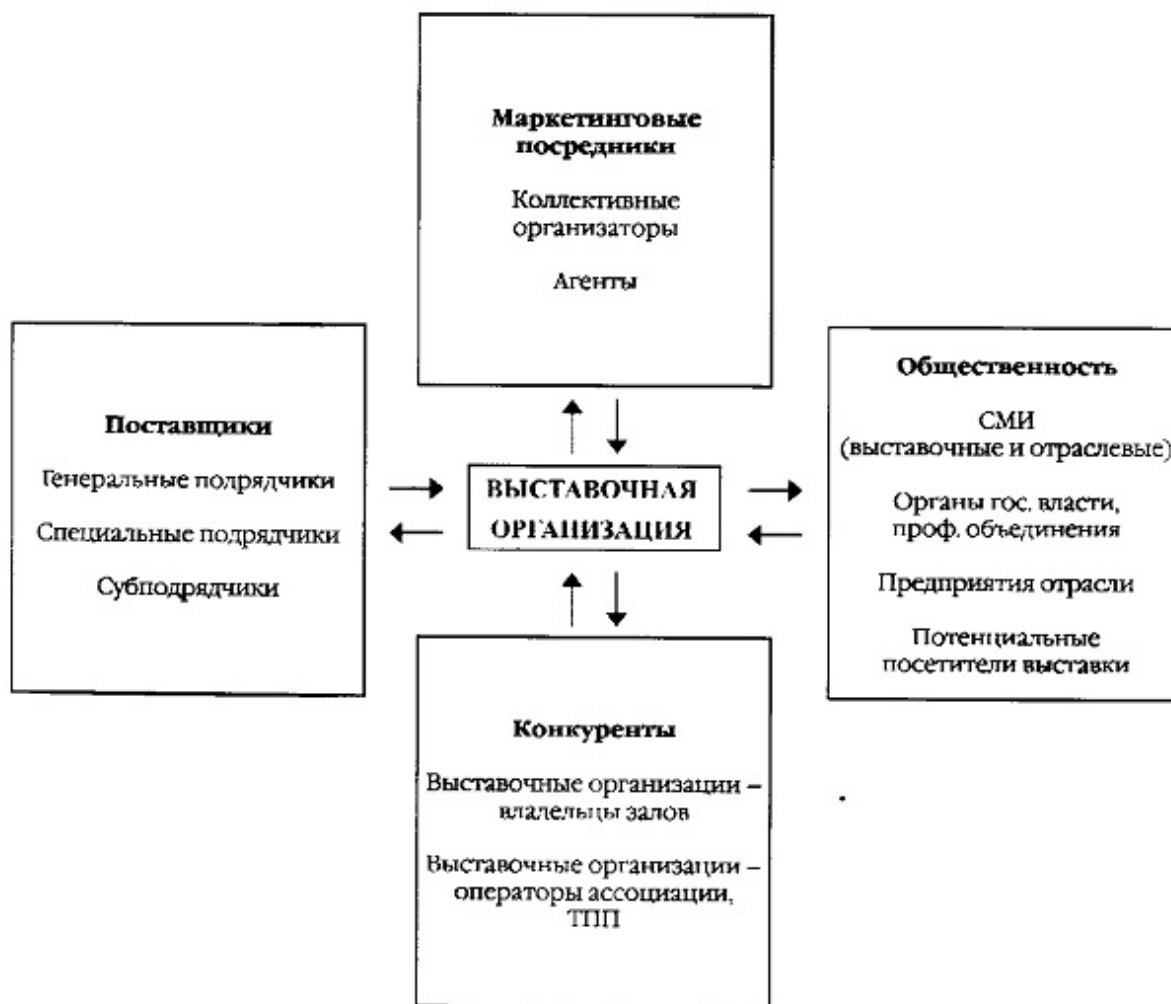 Маркетинговые
посредники
Коллективные
организаторы
Агенты
Поставщики
Генеральные подрядчики
Специальные подрядчики
Субподрядчики
ВЫСТАВОЧНАЯ
ОРГАНИЗАЦИЯ
Общественность
СМИ
(выставочные и отраслевые)
Органы гос. власти,
проф. объединения
Предприятия отрасли
Потенциальные
посетители выставки
Конкуренты
Выставочные организации –
владельцы залов
Выставочные организации –
операторы ассоциации,
ТПП